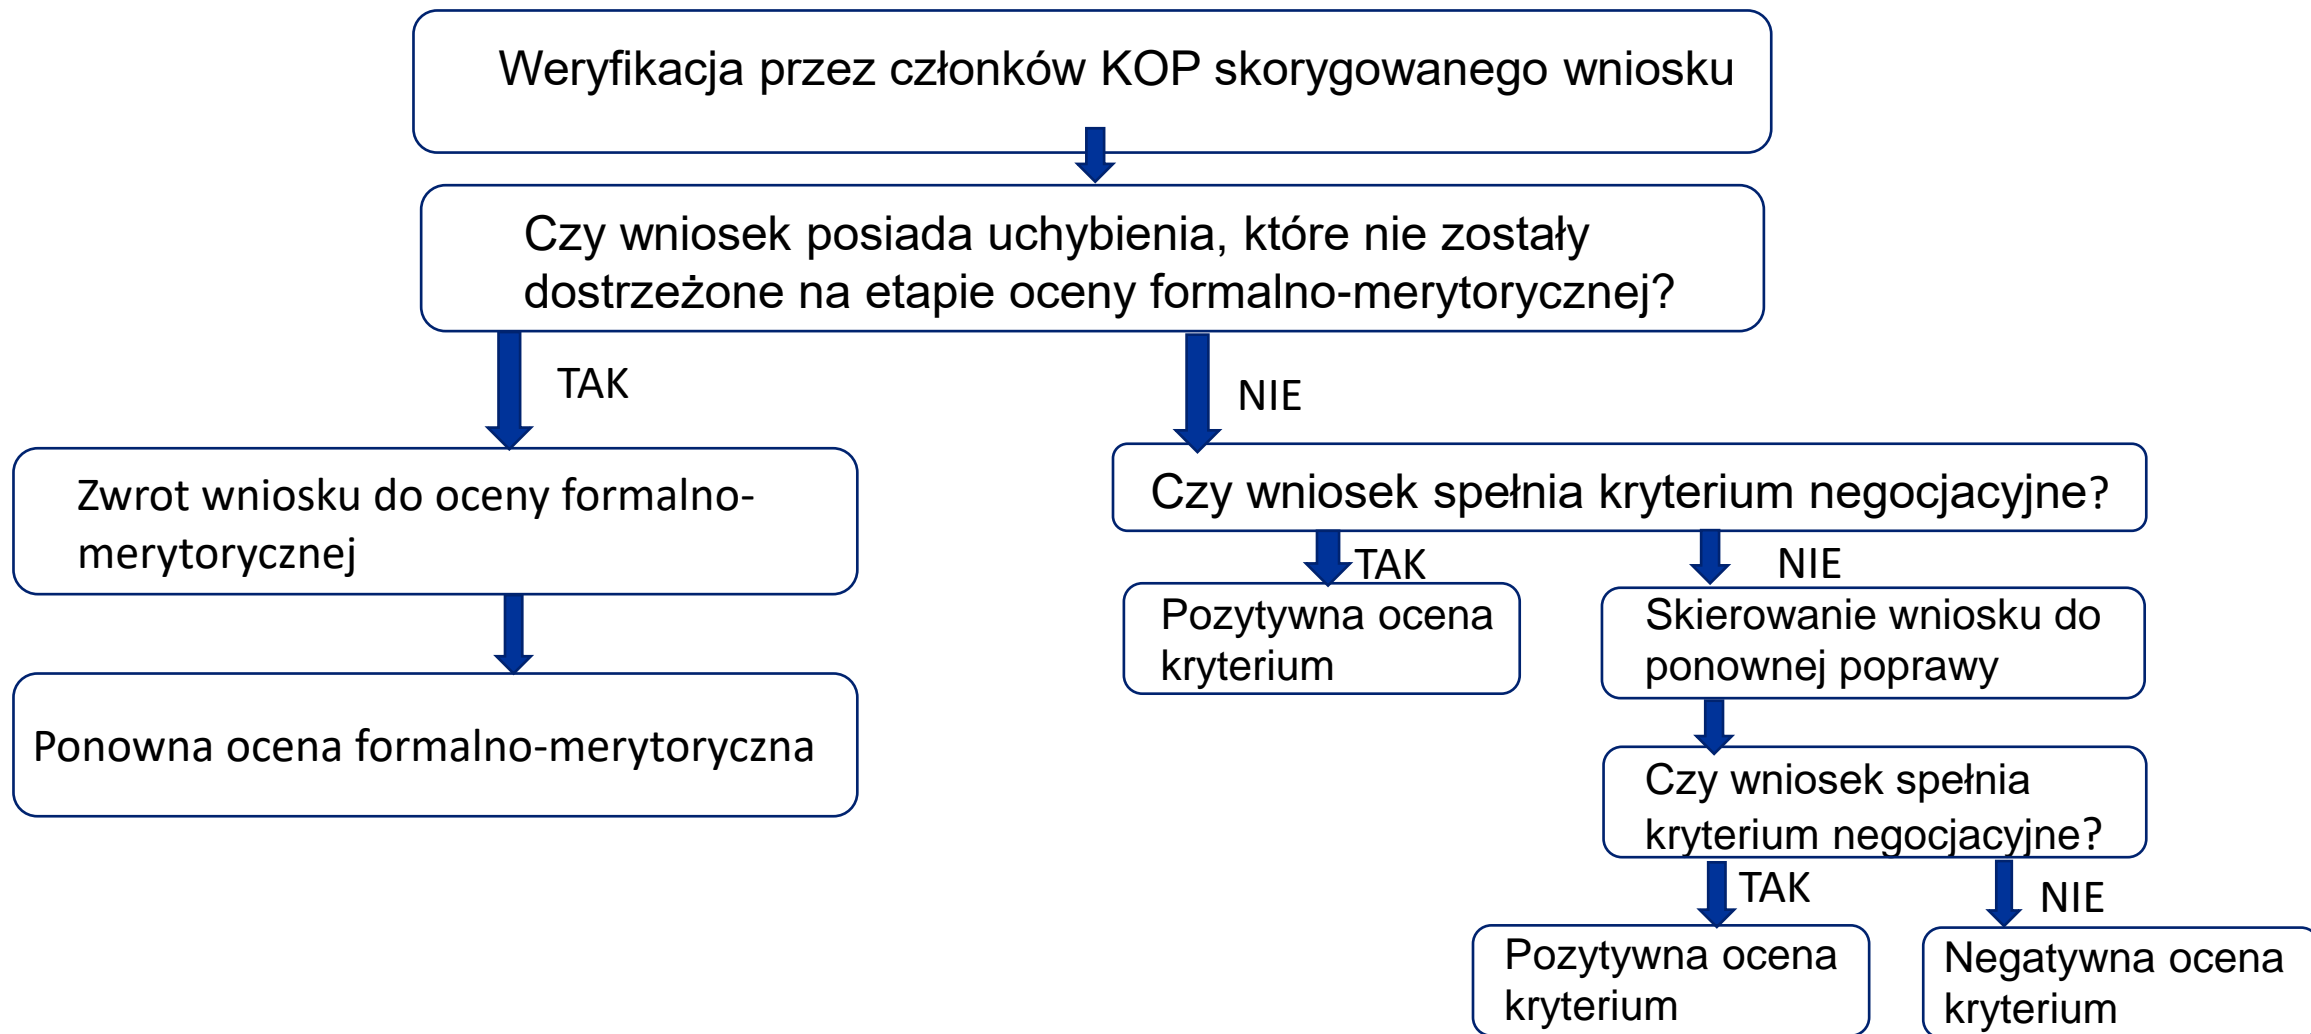 Weryfikacja przez członków KOP skorygowanego wniosku
Czy wniosek posiada uchybienia, które nie zostały
dostrzeżone na etapie oceny formalno-merytorycznej?
TAK
NIE
Zwrot wniosku do oceny formalno-
merytorycznej
Ponowna ocena formalno-merytoryczna
Czy wniosek spełnia kryterium negocjacyjne?
TAK
NIE
Pozytywna ocena
kryterium
Skierowanie wniosku do
ponownej poprawy
Czy wniosek spełnia
kryterium negocjacyjne?
TAK
NIE
Pozytywna ocena
kryterium
Negatywna ocena
kryterium